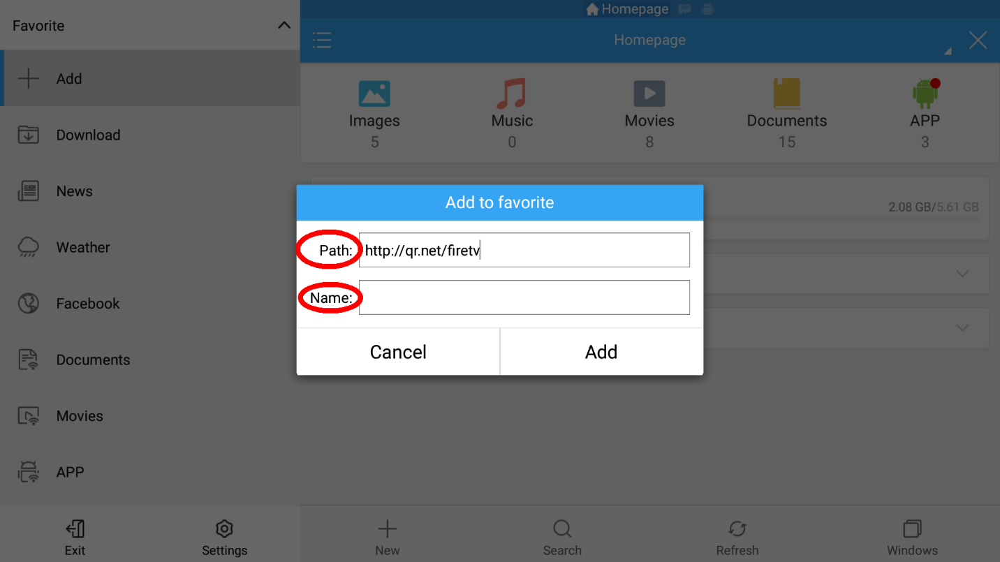 Favorite
Add
Download
News
Weather
Facebook
Documents
Movies
APP
Exit
Settings
Homepage
Homepage
Images
5
Music
0
Movies
8
Documents
15
APP
3
2.08 GB/5.61 GB
Add to favorite
Path: http://qr.net/firetv
Name:
Cancel
Add
New
Search
Refresh
Windows